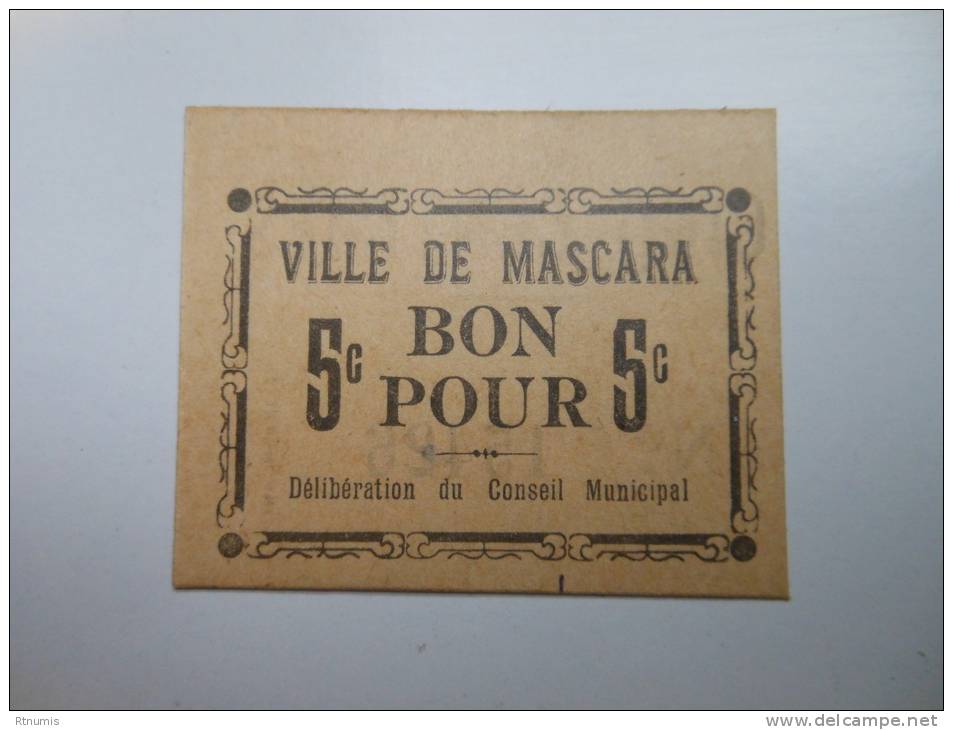 VILLE DE MASCARA
5c BON POUR 5c
Délibération du Conseil Municipal
Rtnumis
www.delcampe.net